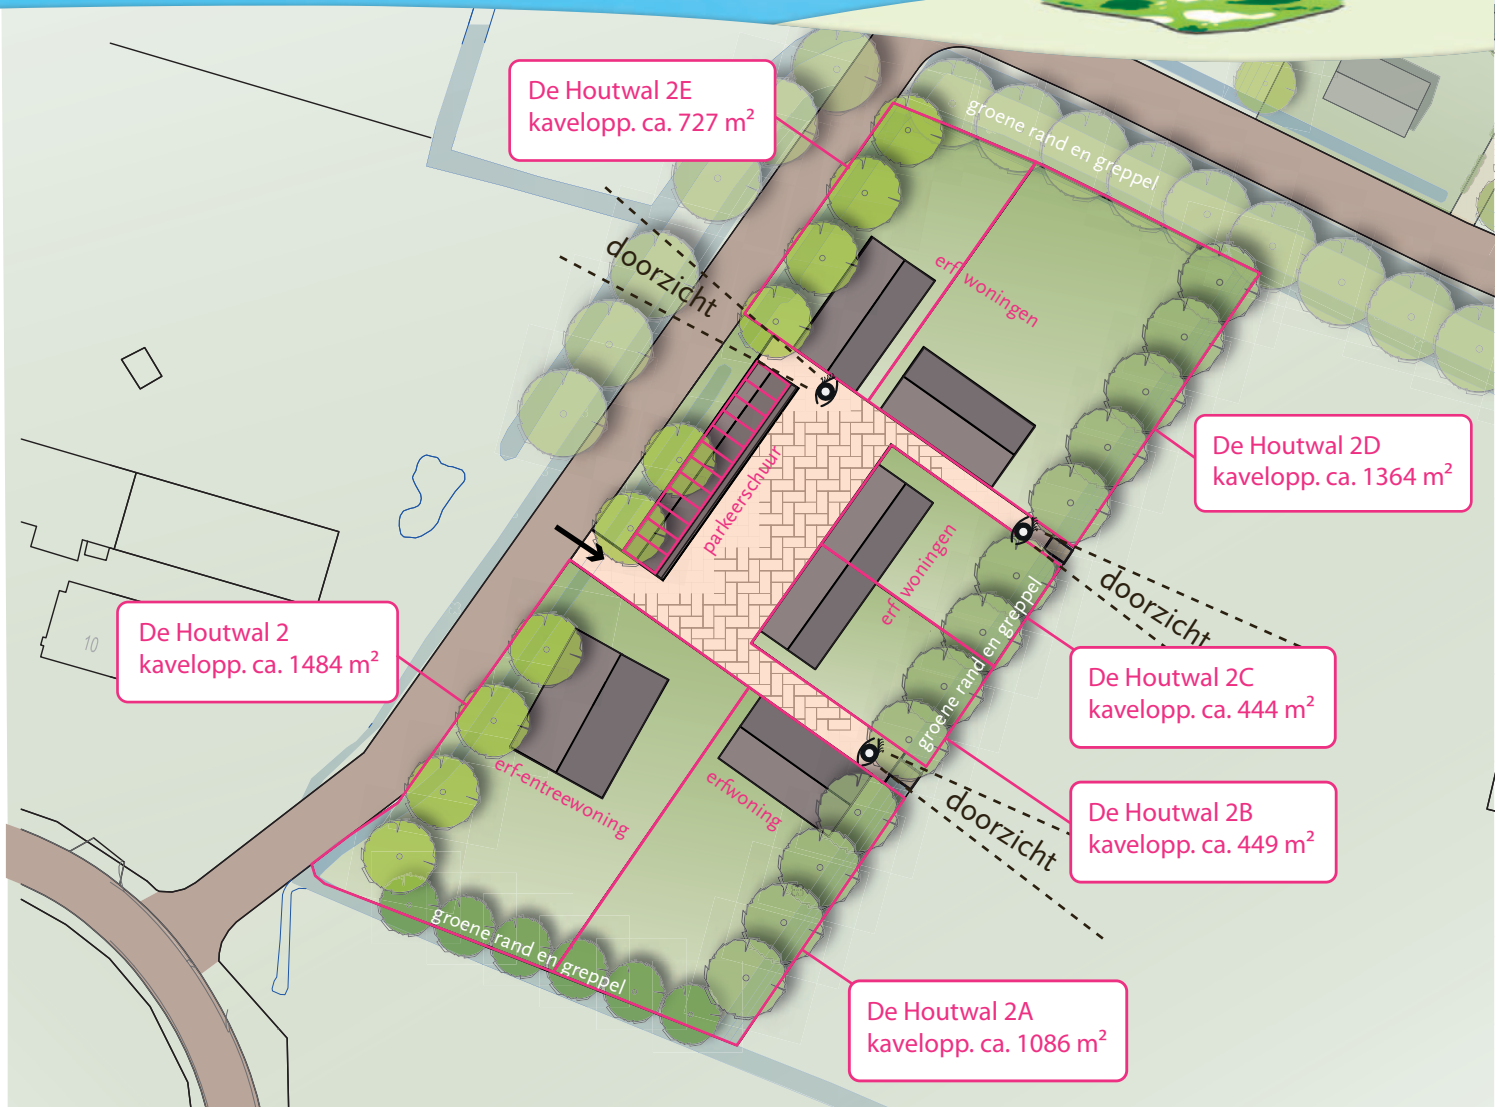 De Houtwal 2E
kavelopp. ca. 727 m²
groene rand en greppel
doorzicht
erf woningen
De Houtwal 2D
kavelopp. ca. 1364 m²
parkeerschuur
erf woningen
doorzicht
groene rand en greppel
De Houtwal 2
kavelopp. ca. 1484 m²
10
De Houtwal 2C
kavelopp. ca. 444 m²
erf-entreewoning
erfwoning
doorzicht
De Houtwal 2B
kavelopp. ca. 449 m²
groene rand en greppel
De Houtwal 2A
kavelopp. ca. 1086 m²